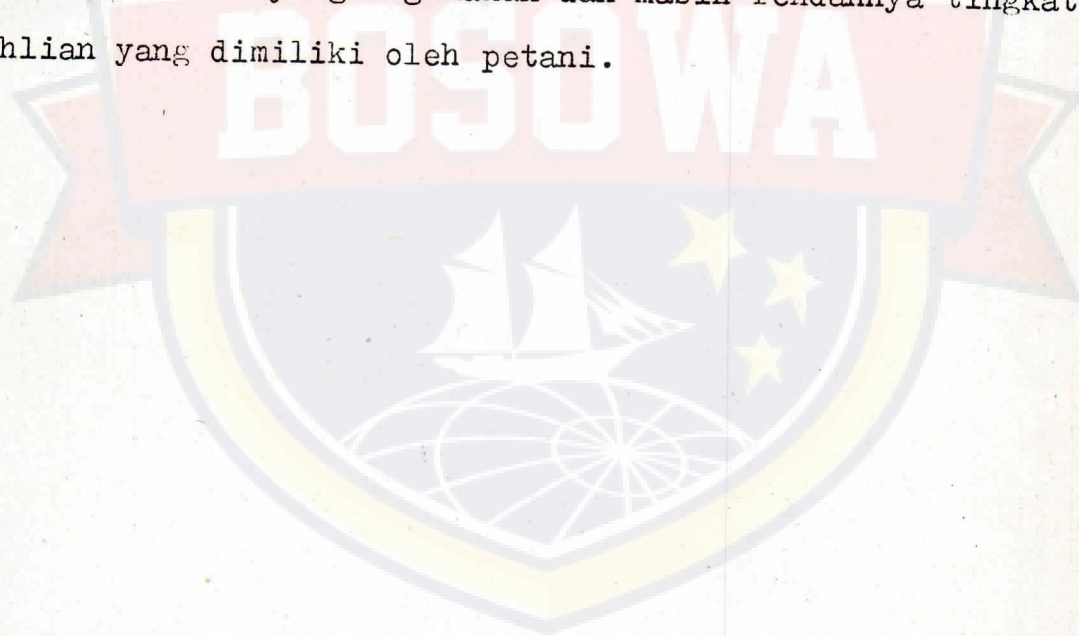 dan masih rendahnya tingkat
hlian yang dimiliki oleh petani.
BOSOWA